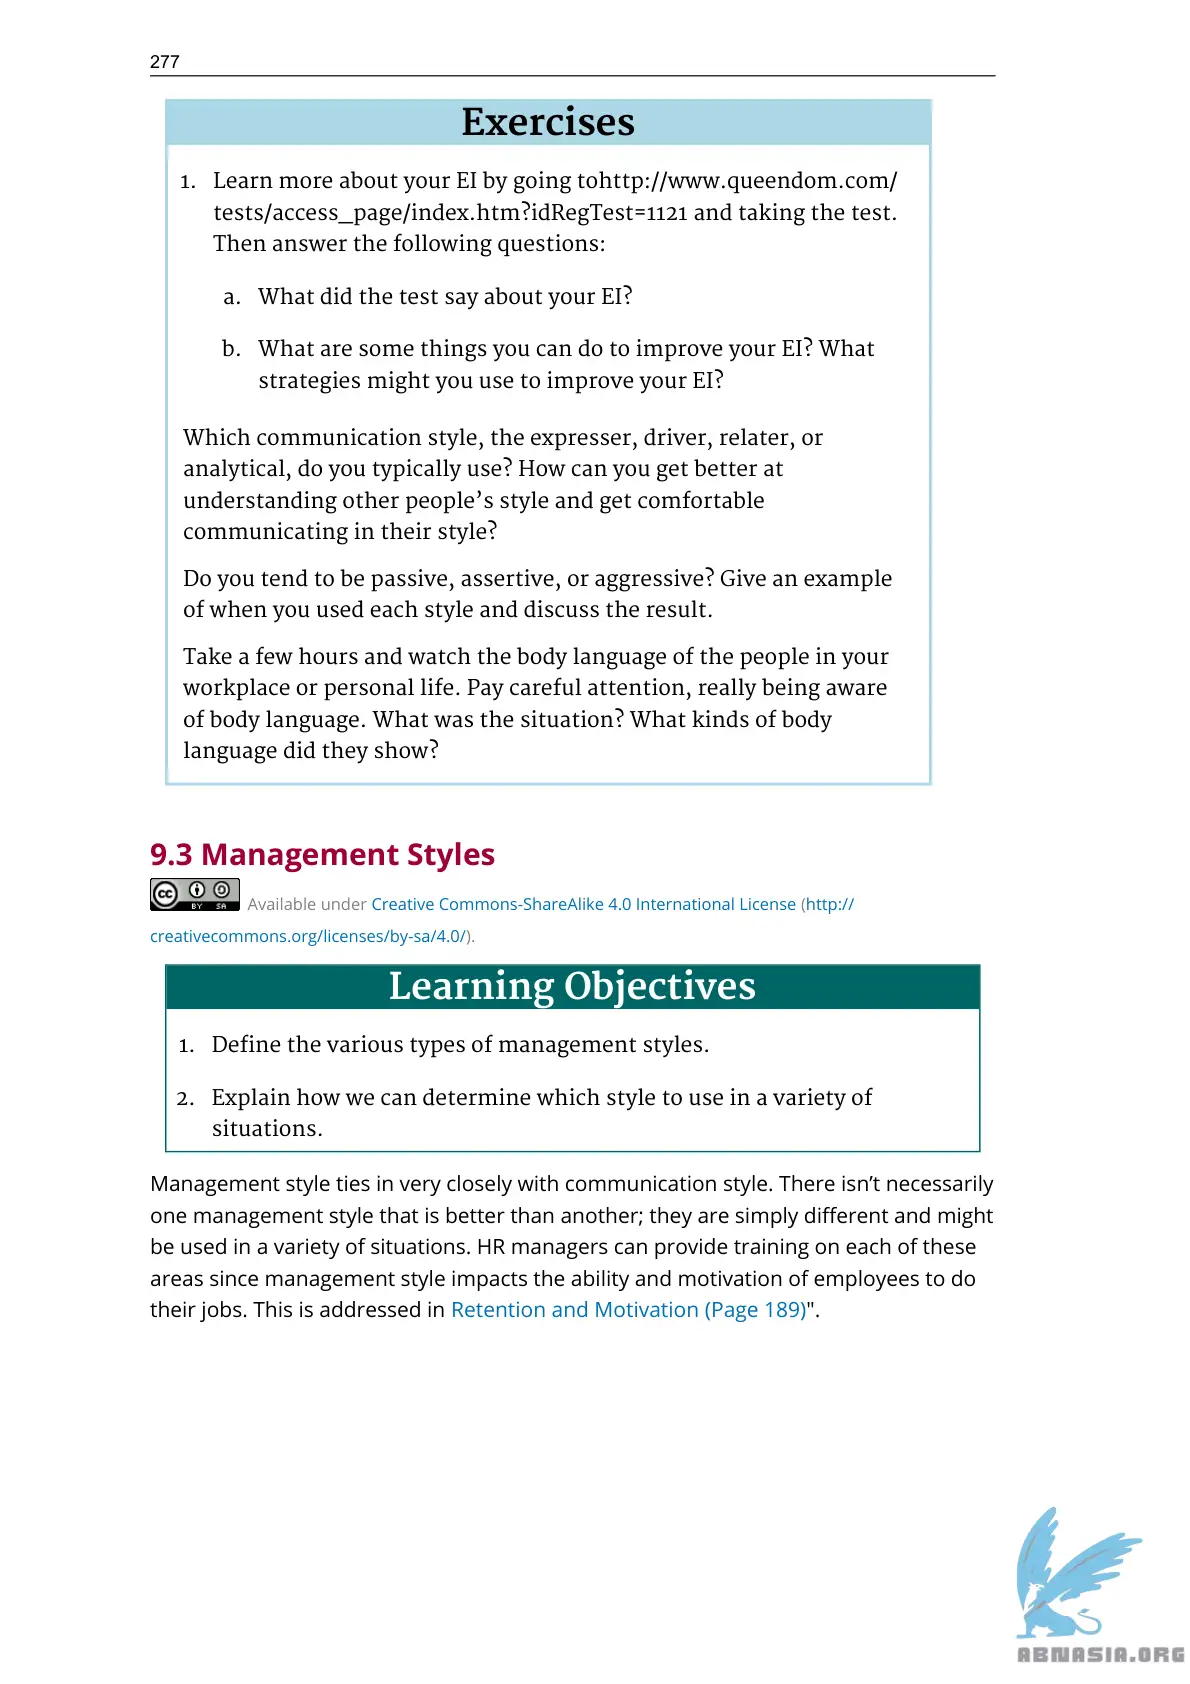 277
Exercises
1. Learn more about your EI by going tohttp://www.queendom.com/
tests/access_page/index.htm?idRegTest=1121 and taking the test.
Then answer the following questions:
a. What did the test say about your EI?
b. What are some things you can do to improve your EI? What
strategies might you use to improve your EI?
Which communication style, the expresser, driver, relater, or
analytical, do you typically use? How can you get better at
understanding other people’s style and get comfortable
communicating in their style?
Do you tend to be passive, assertive, or aggressive? Give an example
of when you used each style and discuss the result.
Take a few hours and watch the body language of the people in your
workplace or personal life. Pay careful attention, really being aware
of body language. What was the situation? What kinds of body
language did they show?
9.3 Management Styles
cc BY SA Available under Creative Commons-ShareAlike 4.0 International License (http://
creativecommons.org/licenses/by-sa/4.0/).
Learning Objectives
1. Define the various types of management styles.
2. Explain how we can determine which style to use in a variety of
situations.
Management style ties in very closely with communication style. There isn’t necessarily
one management style that is better than another; they are simply different and might
be used in a variety of situations. HR managers can provide training on each of these
areas since management style impacts the ability and motivation of employees to do
their jobs. This is addressed in Retention and Motivation (Page 189)".
ABNASIA.ORG